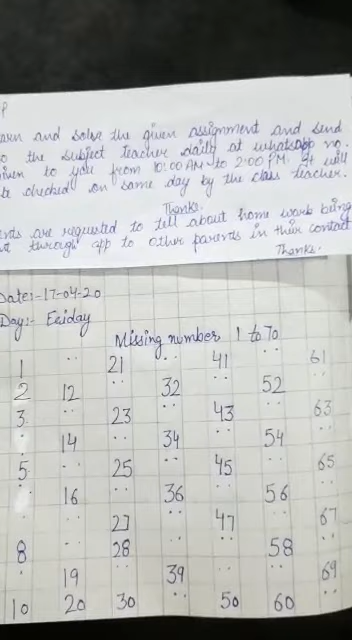 P
earn and solve the given assignment and send
to the subject teacher daily at whatsapp no.
given to you from 10:00 AM to 2:00 PM. It will
be checked on same day by the class teacher.
Thanks.
ents are requested to tell about home work being
through app to other parents in their contact
Thanks.
Date:-17-04-20
Day:- Friday
Missing number 1 to 70
1 .. 21 .. 41 .. 61
2 12 .. 32 .. 52 ..
3 .. 23 .. 43 .. 63
.. 14 .. 34 .. 54 ..
5 .. 25 .. 45 .. 65
.. 16 .. 36 .. 56 ..
.. .. 27 .. 47 .. 67
8 .. 28 .. .. 58 ..
.. 19 .. 39 .. .. 69
10 20 30 .. 50 60 ..